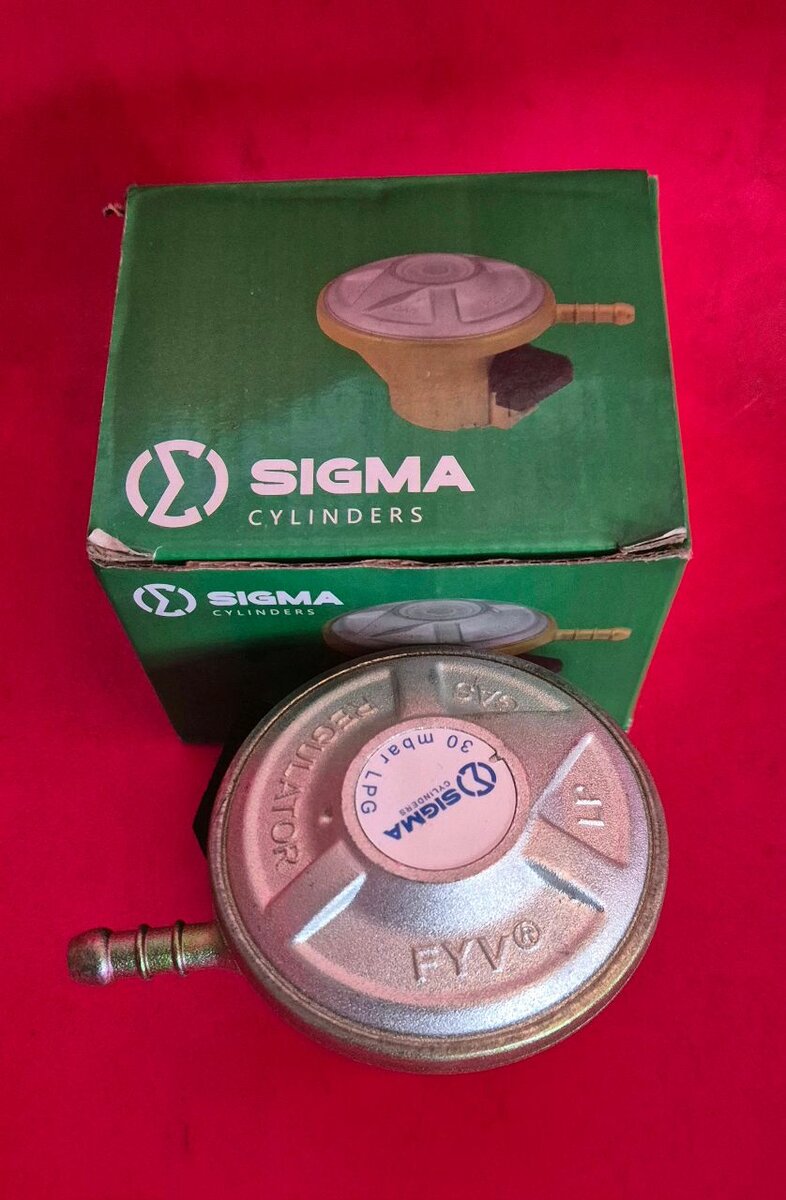 SIGMA
CYLINDERS
SIGMA
CYLINDERS
GAS
REGULATOR
30 mbar LPG
SIGMA
CYLINDERS
FYV®